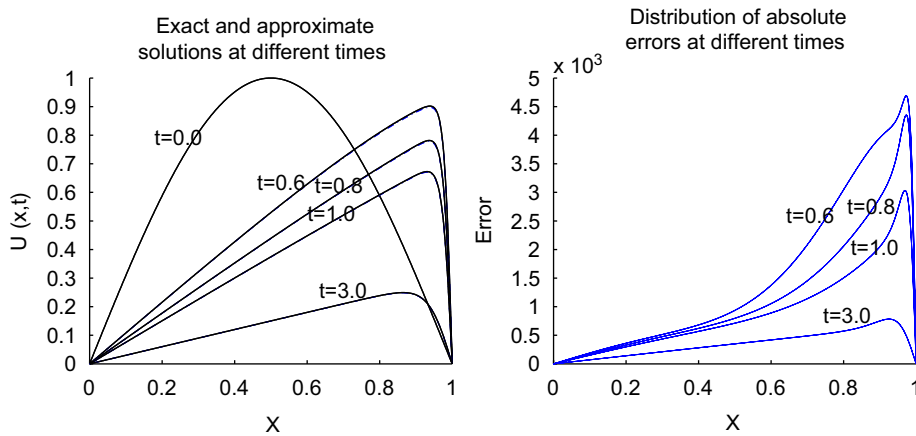 Exact and approximate
solutions at different times
1
0.9
0.8
0.7
0.6
0.5
0.4
0.3
0.2
0.1
0
U (x,t)
t=0.0
t=0.6
t=0.8
t=1.0
t=3.0
0 0.2 0.4 0.6 0.8 1
X
Distribution of absolute
errors at different times
x 10³
5
4.5
4
3.5
3
2.5
2
1.5
1
0.5
0
Error
t=0.6
t=0.8
t=1.0
t=3.0
0 0.2 0.4 0.6 0.8 1
X